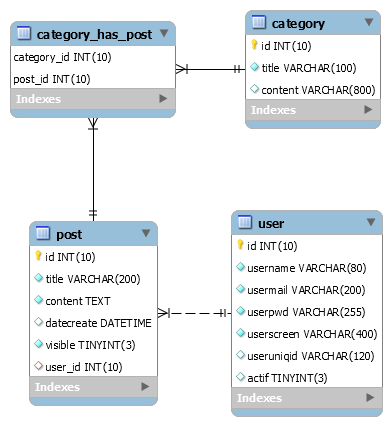 category_has_post
category_id INT(10)
post_id INT(10)
Indexes
category
id INT(10)
title VARCHAR(100)
content VARCHAR(800)
Indexes
post
id INT(10)
title VARCHAR(200)
content TEXT
datecreate DATETIME
visible TINYINT(3)
user_id INT(10)
Indexes
user
id INT(10)
username VARCHAR(80)
usermail VARCHAR(200)
userpwd VARCHAR(255)
userscreen VARCHAR(400)
useruniqid VARCHAR(120)
actif TINYINT(3)
Indexes